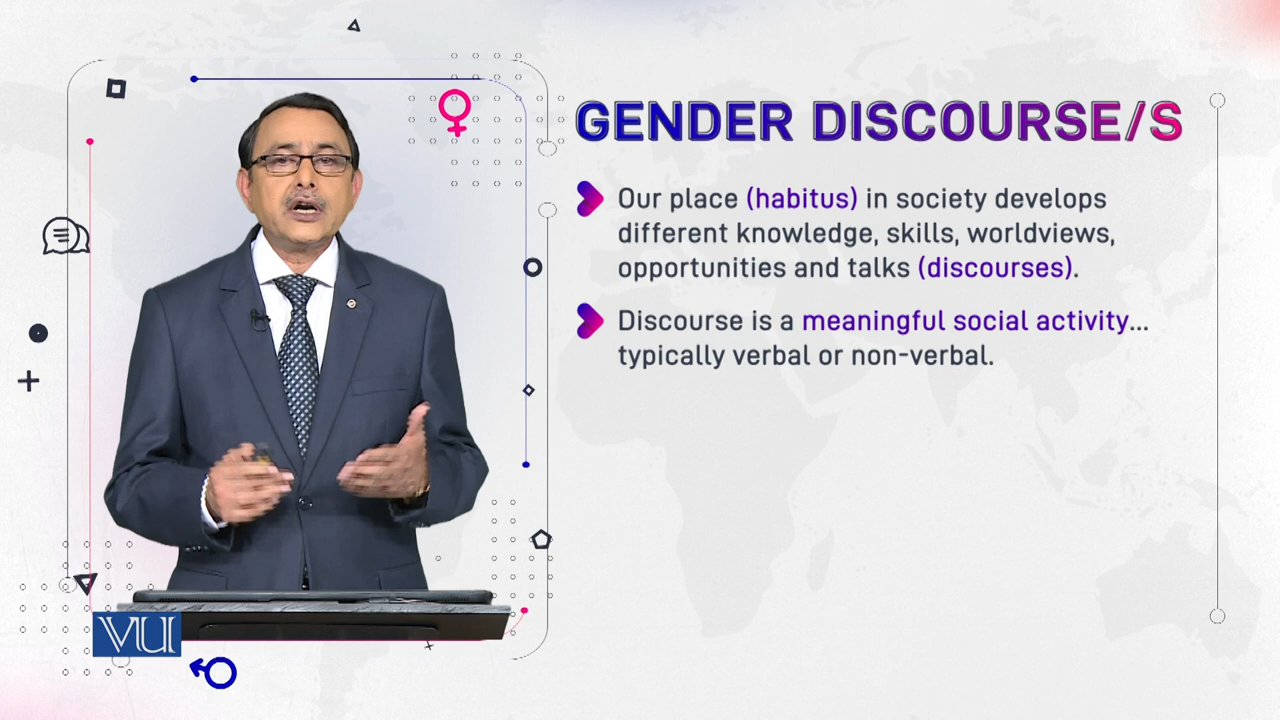 GENDER DISCOURSE/S
Our place (habitus) in society develops
different knowledge, skills, worldviews,
opportunities and talks (discourses).
Discourse is a meaningful social activity...
typically verbal or non-verbal.
VU